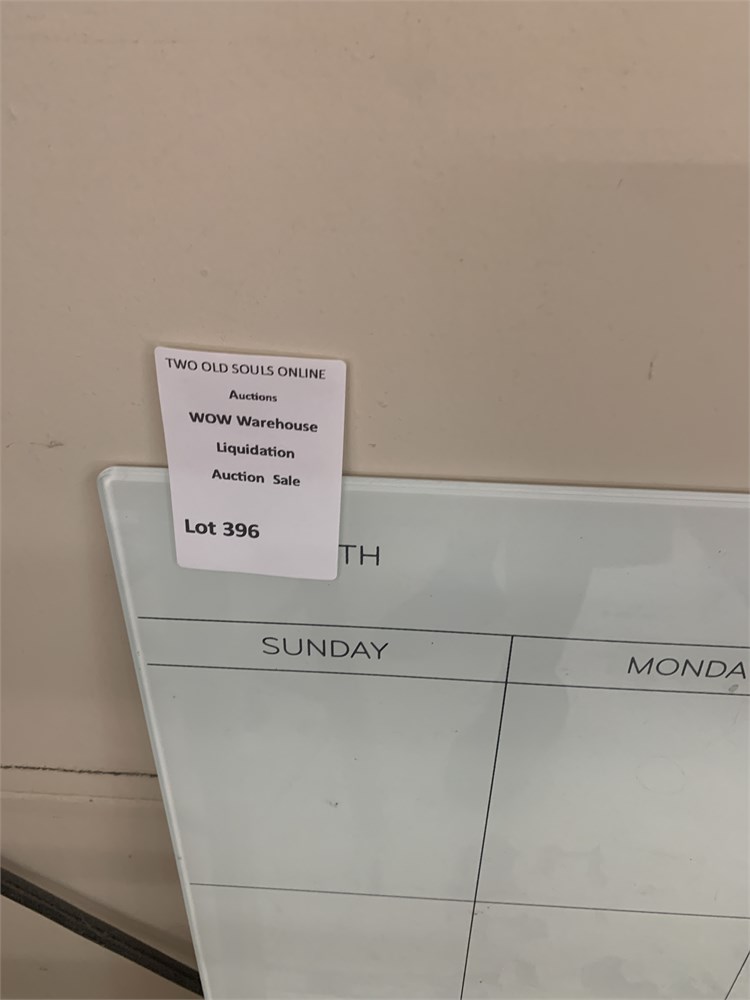 TWO OLD SOULS ONLINE
Auctions
WOW Warehouse
Liquidation
Auction Sale
Lot 396
TH
SUNDAY
MONDA